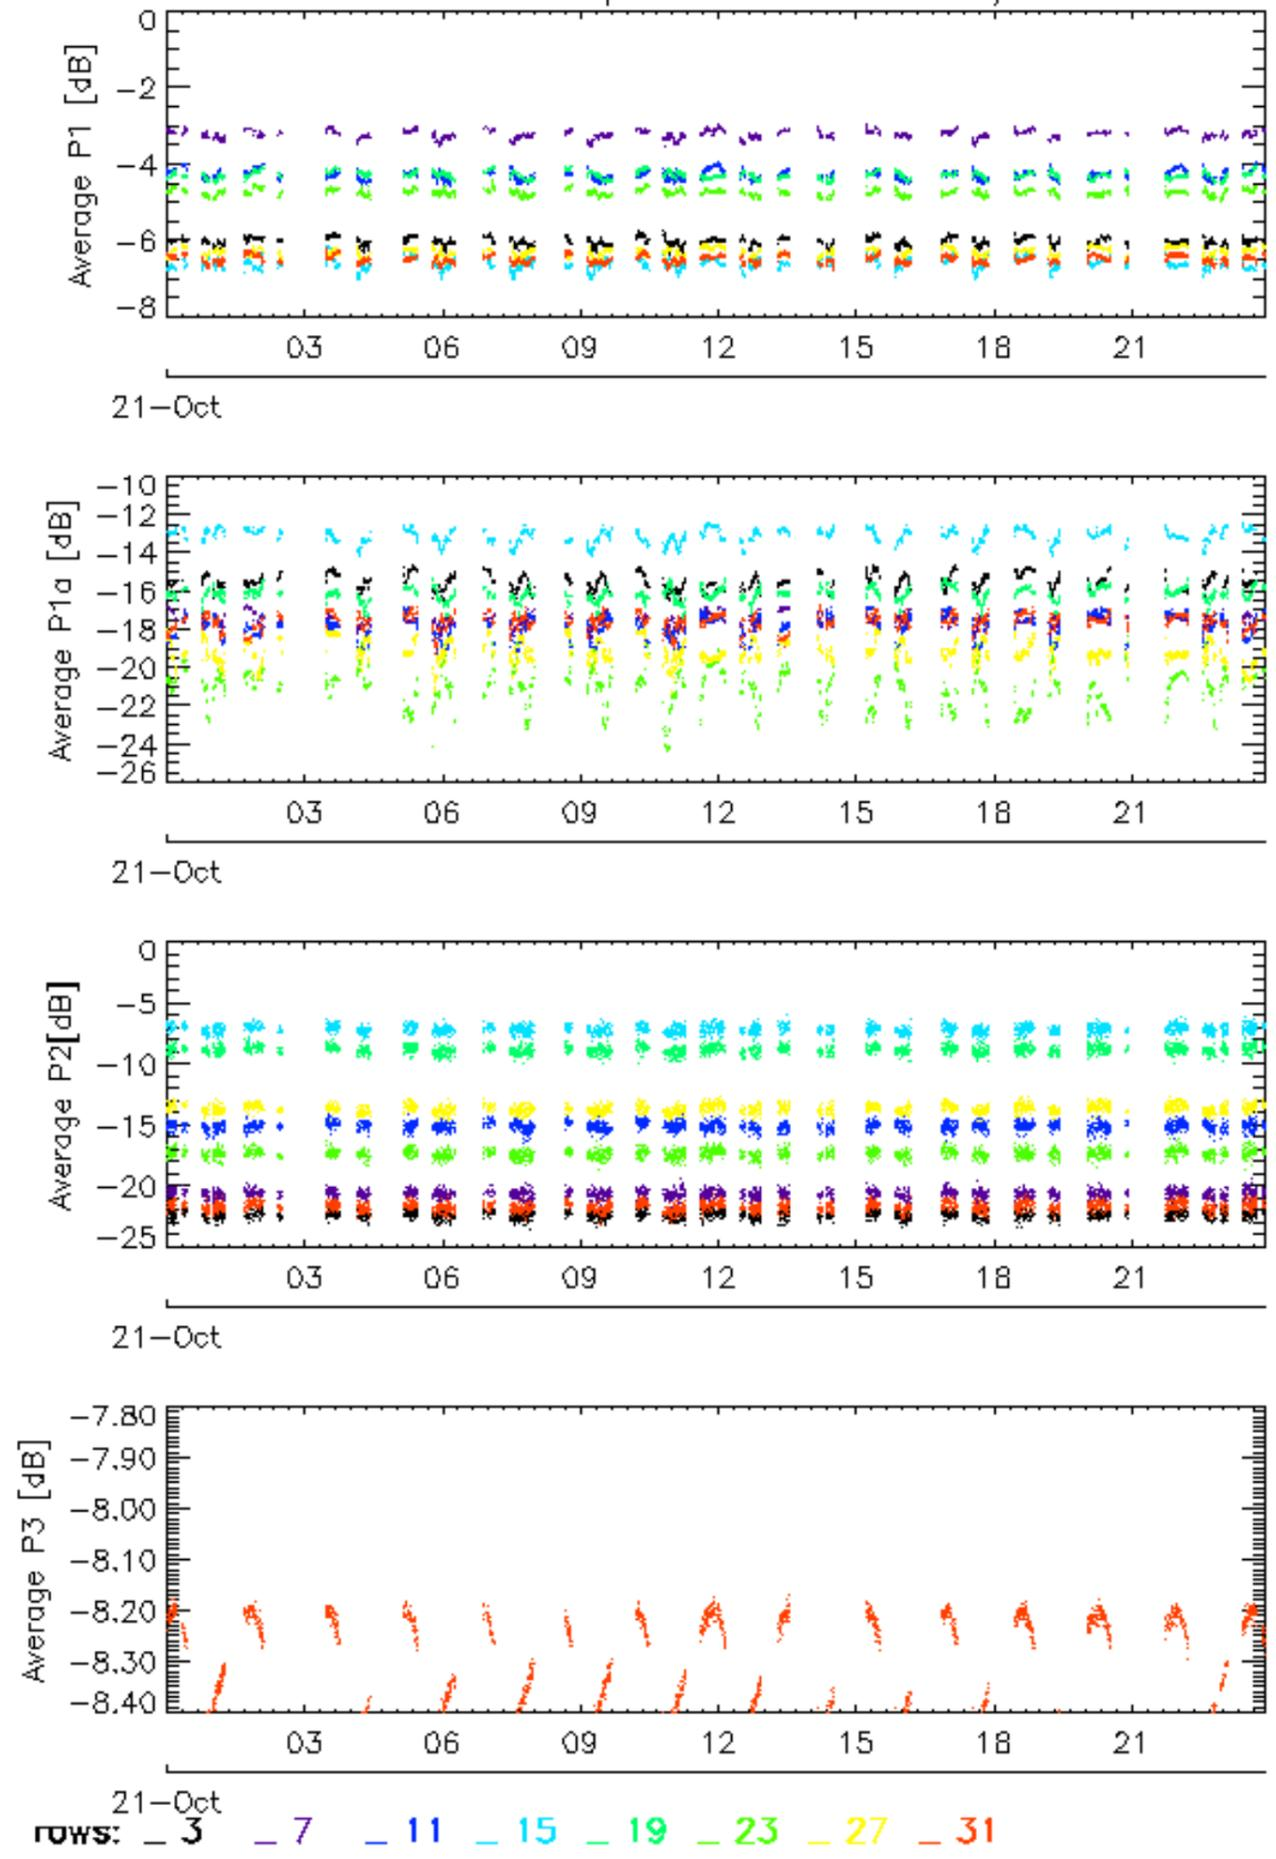 Average P1 [dB]
0
−2
−4
−6
−8
03 06 09 12 15 18 21
21−Oct
Average P1a [dB]
−10
−12
−14
−16
−18
−20
−22
−24
−26
03 06 09 12 15 18 21
21−Oct
Average P2[dB]
0
−5
−10
−15
−20
−25
03 06 09 12 15 18 21
21−Oct
Average P3 [dB]
−7.80
−7.90
−8.00
−8.10
−8.20
−8.30
−8.40
03 06 09 12 15 18 21
21−Oct
rows: _ 3 _ 7 _ 11 _ 15 _ 19 _ 23 _ 27 _ 31